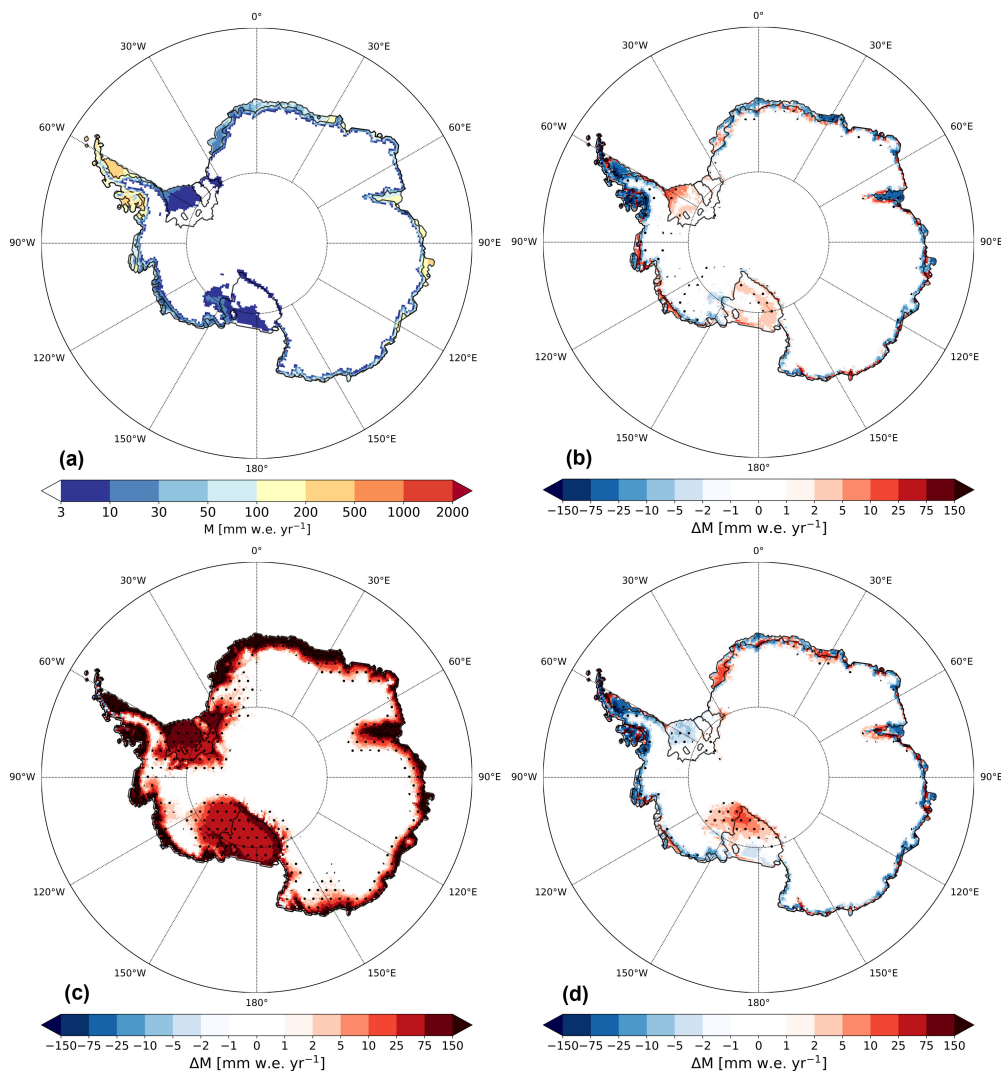 0° 0°
30°W 30°E 30°W 30°E
60°W 60°E 60°W 60°E
90°W 90°E 90°W 90°E
120°W 120°E 120°W 120°E
150°W 150°E 150°W 150°E
(a) 180° (b) 180°
3 10 30 50 100 200 500 1000 2000
M [mm w.e. yr⁻¹]
−150 −75 −25 −10 −5 −2 −1 0 1 2 5 10 25 75 150
ΔM [mm w.e. yr⁻¹]
0° 0°
30°W 30°E 30°W 30°E
60°W 60°E 60°W 60°E
90°W 90°E 90°W 90°E
120°W 120°E 120°W 120°E
150°W 150°E 150°W 150°E
(c) 180° (d) 180°
−150 −75 −25 −10 −5 −2 −1 0 1 2 5 10 25 75 150
ΔM [mm w.e. yr⁻¹]
−150 −75 −25 −10 −5 −2 −1 0 1 2 5 10 25 75 150
ΔM [mm w.e. yr⁻¹]